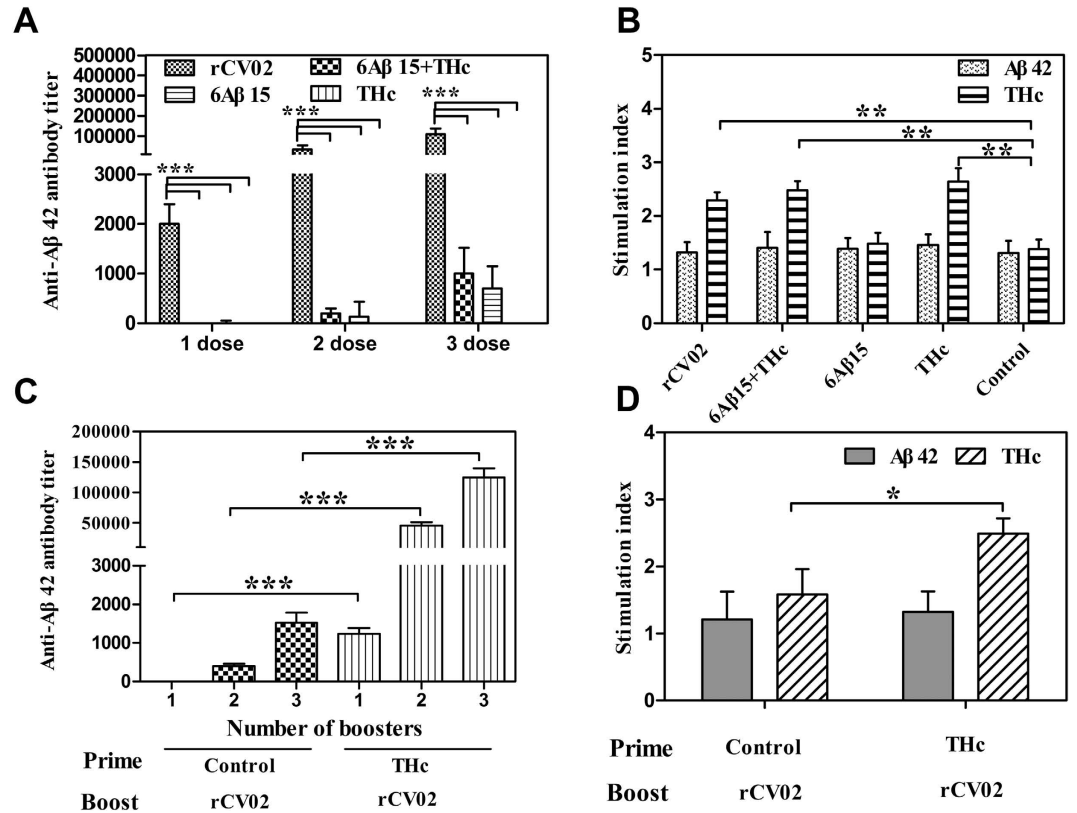 A
Anti-Aβ 42 antibody titer
500000
400000
300000
200000
100000
3000
2000
1000
0
rCV02
6Aβ 15+THc
6Aβ 15
THc
***
***
***
1 dose
2 dose
3 dose
B
Stimulation index
5
4
3
2
1
0
Aβ 42
THc
**
**
**
rCV02
6Aβ15+THc
6Aβ15
THc
Control
C
Anti-Aβ 42 antibody titer
200000
150000
100000
50000
3000
2000
1000
0
***
***
***
1 2 3 1 2 3
Number of boosters
Prime Control THc
Boost rCV02 rCV02
D
Stimulation index
4
3
2
1
0
Aβ 42
THc
*
Prime Control THc
Boost rCV02 rCV02